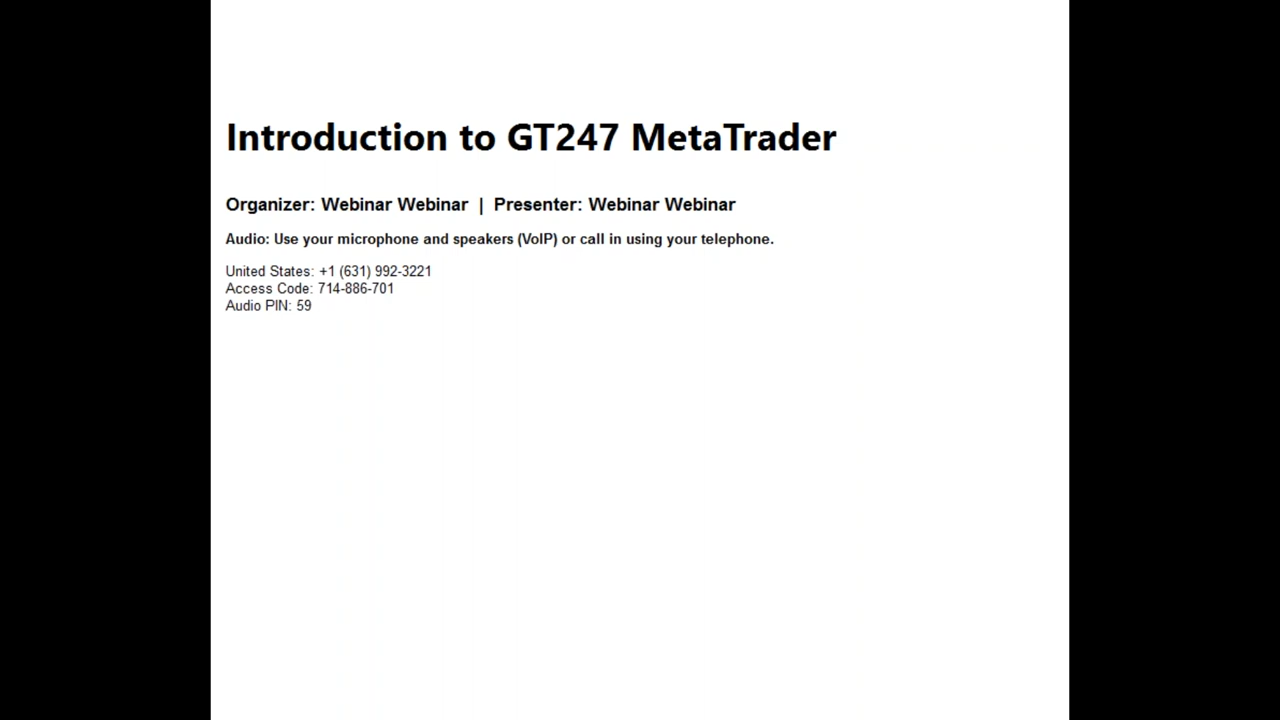 Introduction to GT247 MetaTrader
Organizer: Webinar Webinar | Presenter: Webinar Webinar
Audio: Use your microphone and speakers (VoIP) or call in using your telephone.
United States: +1 (631) 992-3221
Access Code: 714-886-701
Audio PIN: 59